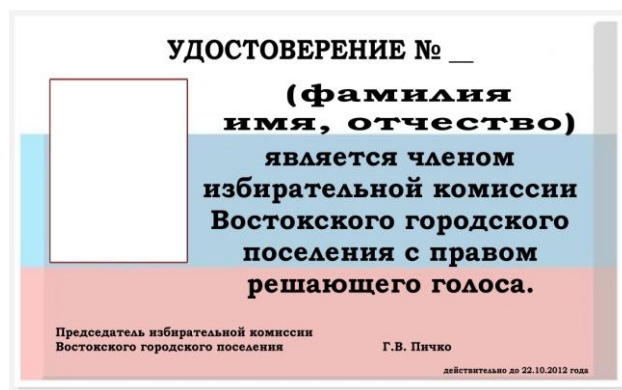 УДОСТОВЕРЕНИЕ № __
(фамилия
имя, отчество)
является членом
избирательной комиссии
Востокского городского
поселения с правом
решающего голоса.
Председатель избирательной комиссии
Востокского городского поселения Г.В. Пичко
действительно до 22.10.2012 года